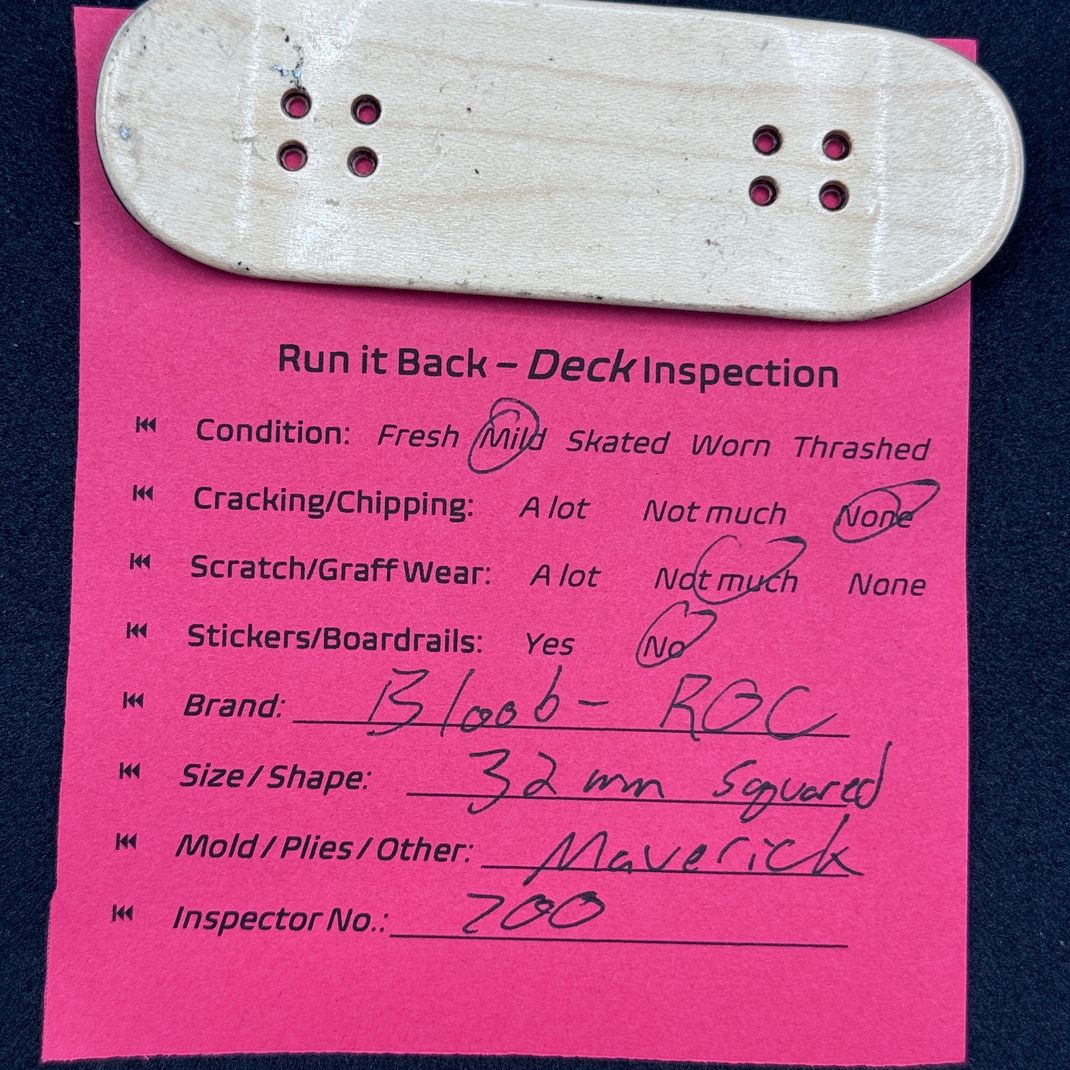 Run it Back – Deck Inspection
Condition: Fresh Mild Skated Worn Thrashed
Cracking/Chipping: A lot Not much None
Scratch/Graff Wear: A lot Not much None
Stickers/Boardrails: Yes No
Brand: Bloob - RGC
Size / Shape: 32 mm Sqquared
Mold / Plies / Other: Maverick
Inspector No.: 200